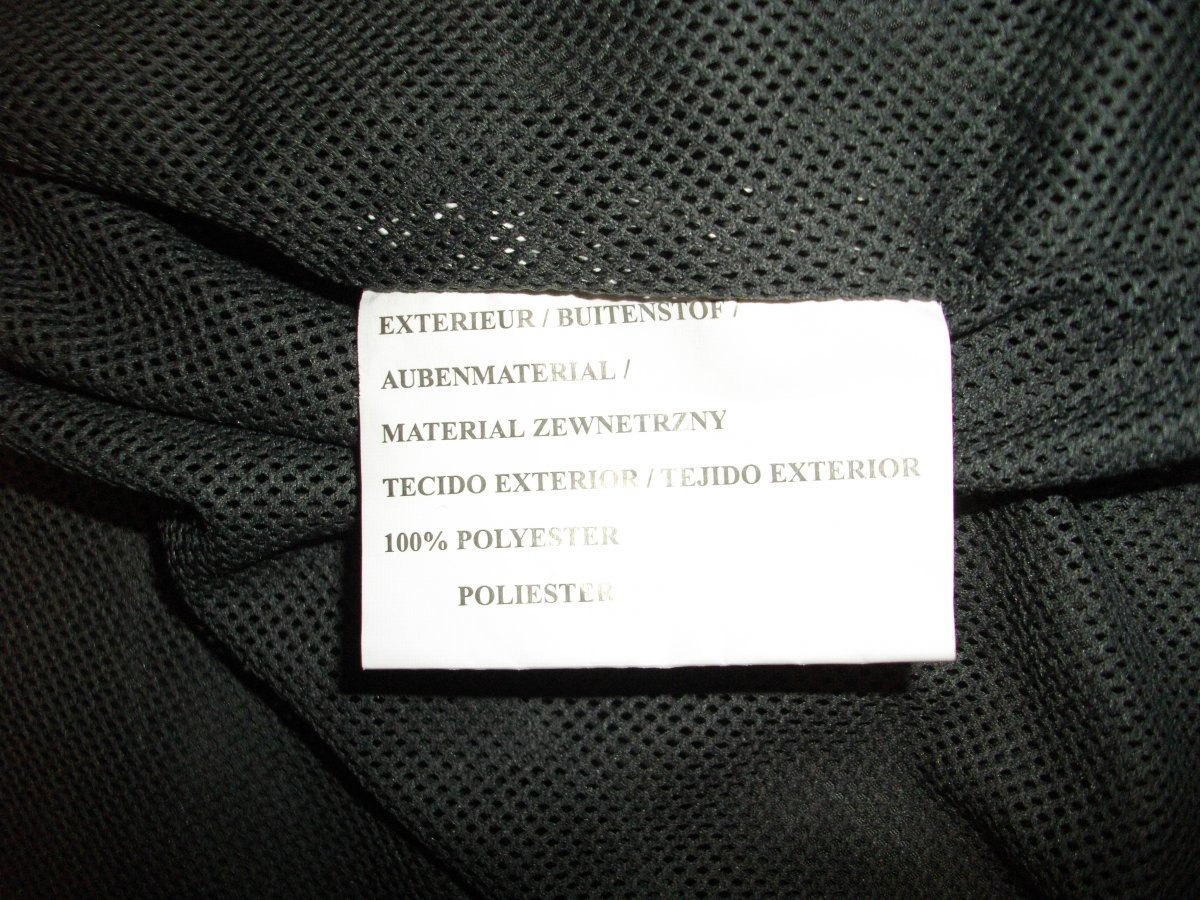 EXTERIEUR / BUITENSTOF /
AUBENMATERIAL /
MATERIAL ZEWNETRZNY
TECIDO EXTERIOR / TEJIDO EXTERIOR
100% POLYESTER
POLIESTER